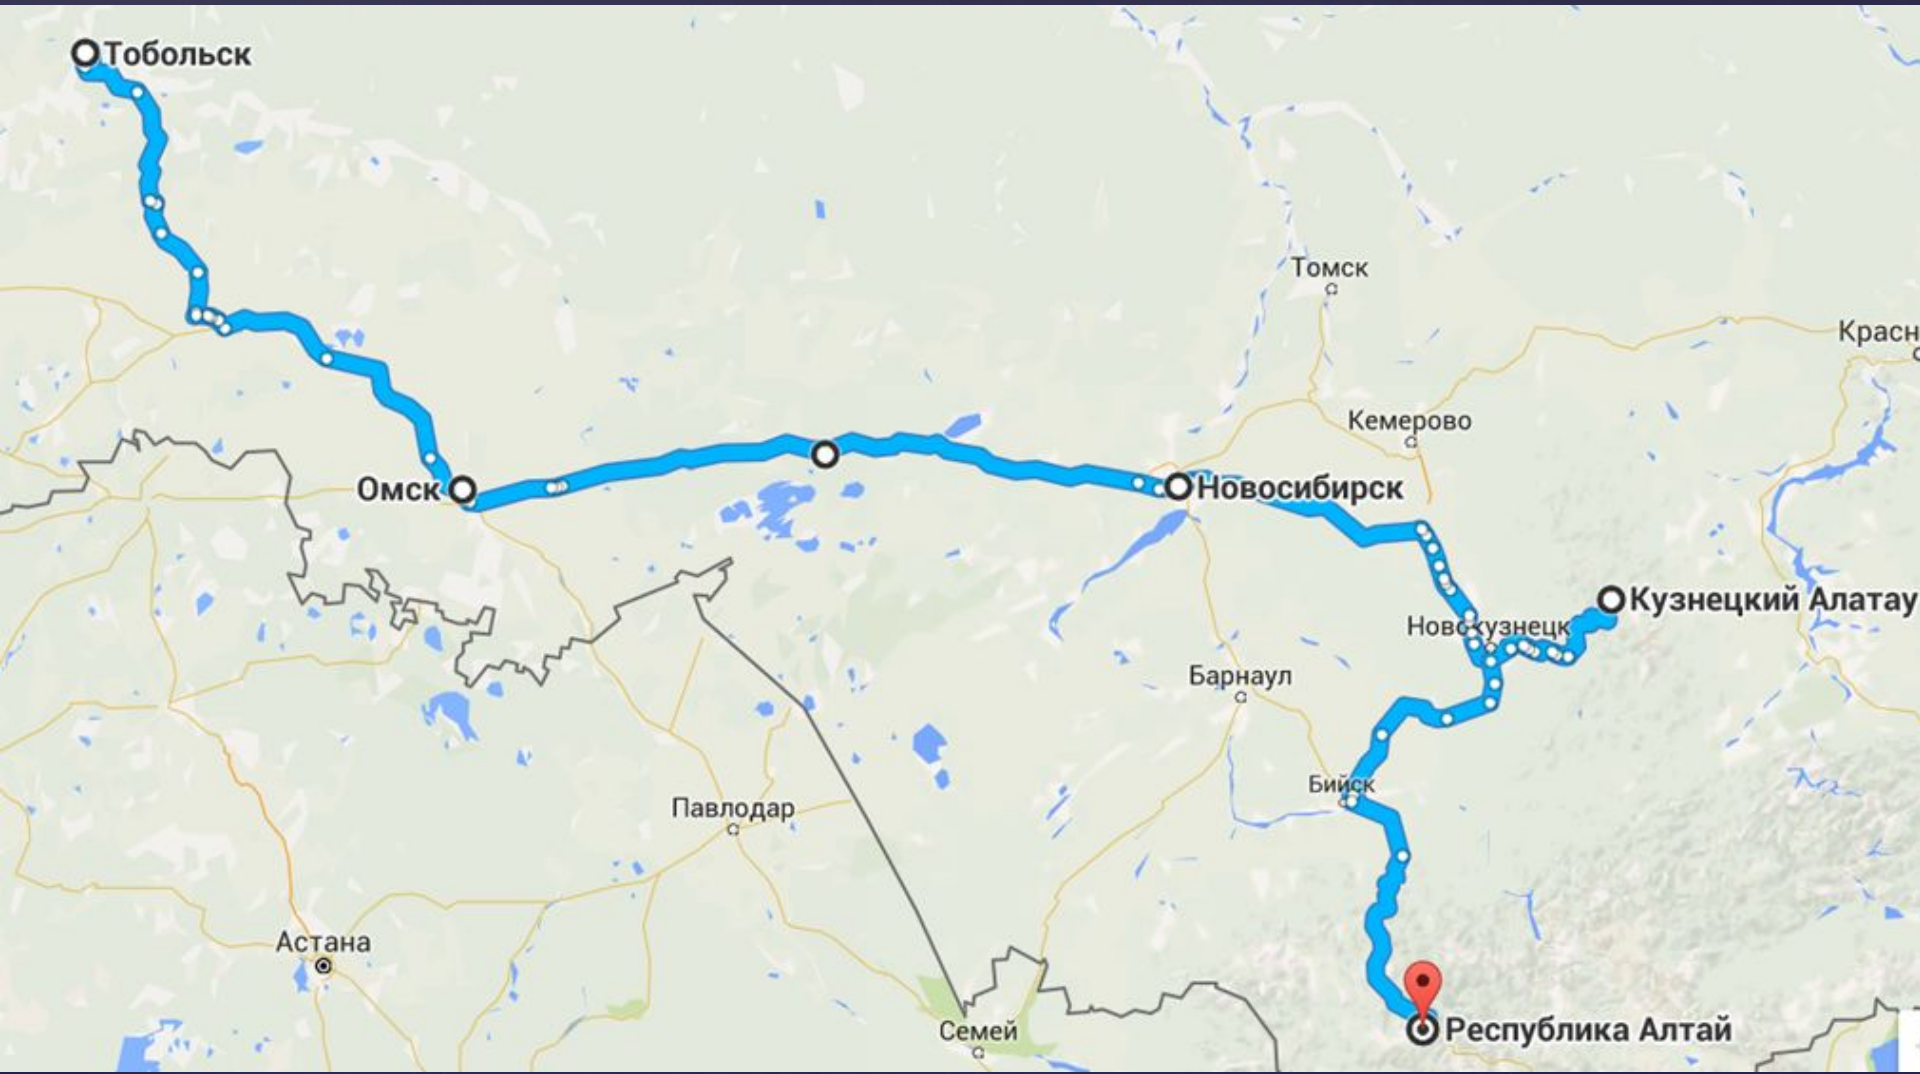 Тобольск
Томск
Красн
Кемерово
Омск
Новосибирск
Кузнецкий Алатау
Новокузнецк
Барнаул
Бийск
Павлодар
Астана
Семей
Республика Алтай